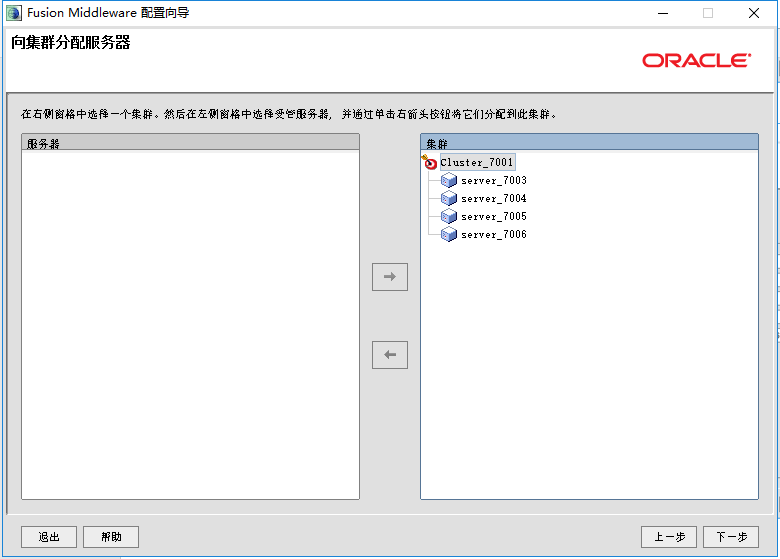 Fusion Middleware 配置向导
向集群分配服务器
ORACLE
在右侧窗格中选择一个集群。然后在左侧窗格中选择受管服务器, 并通过单击右箭头按钮将它们分配到此集群。
服务器
集群
Cluster_7001
server_7003
server_7004
server_7005
server_7006
退出
帮助
上一步
下一步